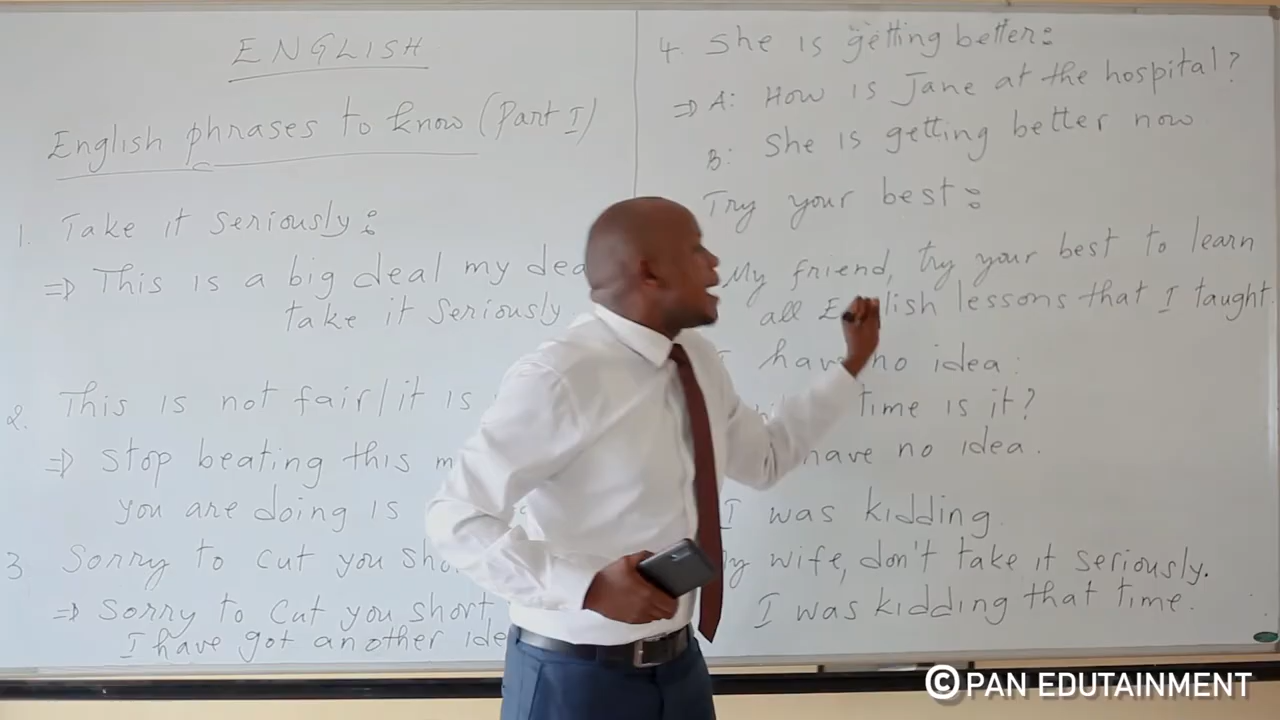 ENGLISH
English phrases to know (Part I)
1. Take it seriously:
⇒ This is a big deal my
take it seriously.
2. This is not fair/it is
⇒ Stop beating this
you are doing is
3 Sorry to cut you
⇒ Sorry to cut you short
I have got another
4. She is getting better:
⇒ A: How is Jane at the hospital?
B: She is getting better now
Try your best:
My friend, try your best to learn
all lessons that I taught
I have no idea:
time is it?
have no idea.
I was kidding.
wife, don't take it seriously.
I was kidding that time.
© PAN EDUTAINMENT